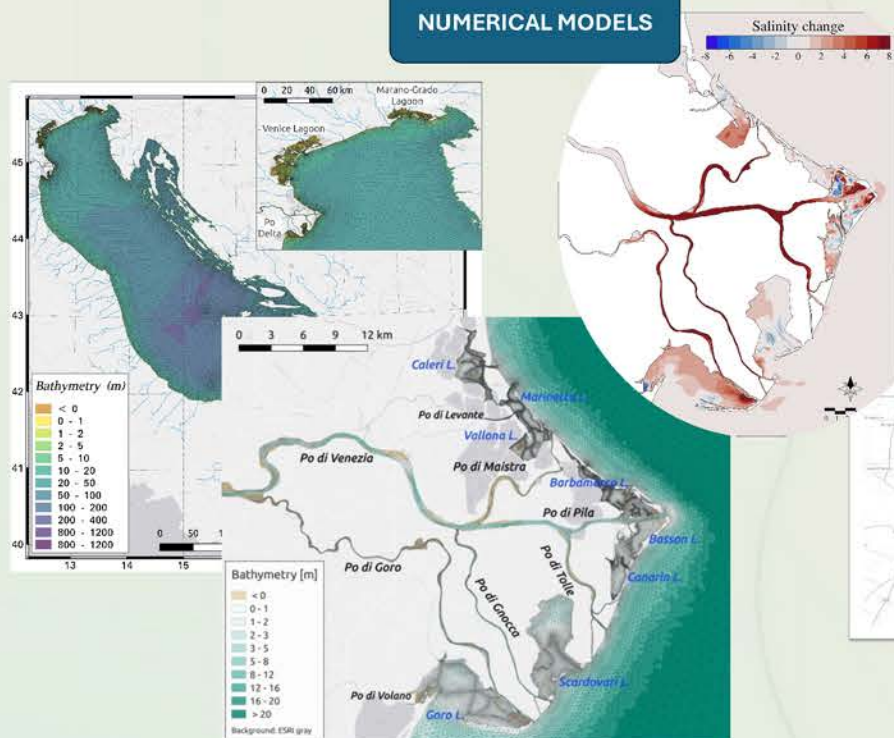 NUMERICAL MODELS
Salinity change
-8 -6 -4 -2 0 2 4 6 8
0 20 40 60 km
Marano-Grado
Lagoon
Venice Lagoon
Po
Delta
45
44
43
42
41
40
13 14 15
Bathymetry (m)
< 0
0 - 1
1 - 2
2 - 5
5 - 10
10 - 20
20 - 50
50 - 100
100 - 200
200 - 400
800 - 1200
800 - 1200
0 50
0 3 6 9 12 km
Caleri L.
Marinetta L.
Po di Levante
Vallona L.
Po di Venezia
Po di Maistra
Barbamarco L.
Po di Pila
Basson L.
Po di Goro
Po di Tolle
Canarin L.
Po di Gnocca
Scardovari L.
Po di Volano
Goro L.
Bathymetry [m]
< 0
0 - 1
1 - 2
2 - 3
3 - 5
5 - 8
8 - 12
12 - 16
16 - 20
> 20
Background: ESRI gray